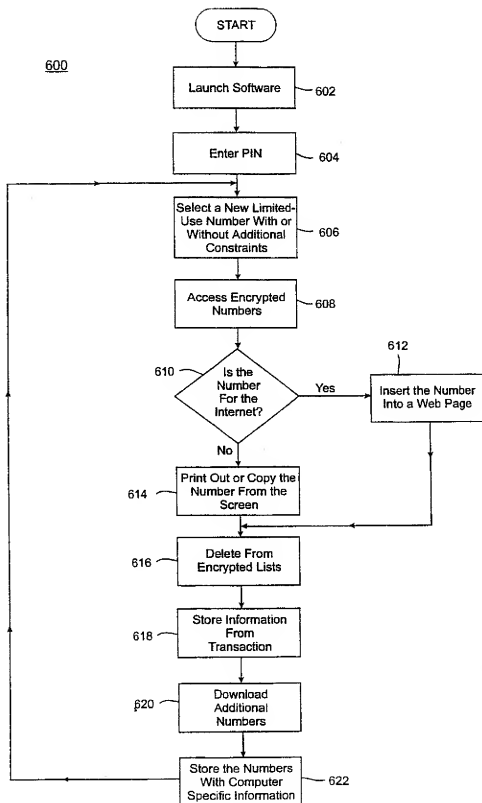 START
600
Launch Software
602
Enter PIN
604
Select a New Limited-
Use Number With or
Without Additional
Constraints
606
Access Encrypted
Numbers
608
610
Is the
Number
For the
Internet?
Yes
612
Insert the Number
Into a Web Page
No
614
Print Out or Copy the
Number From the
Screen
616
Delete From
Encrypted Lists
618
Store Information
From
Transaction
620
Download
Additional
Numbers
Store the Numbers
With Computer
Specific Information
622